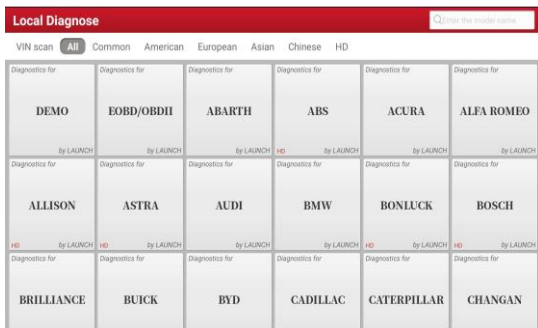 Local Diagnose
Enter the model name
VIN scan All Common American European Asian Chinese HD
Diagnostics for Diagnostics for Diagnostics for Diagnostics for Diagnostics for Diagnostics for
DEMO EOBD/OBDII ABARTH ABS ACURA ALFA ROMEO
by LAUNCH by LAUNCH by LAUNCH HD by LAUNCH by LAUNCH by LAUNCH
Diagnostics for Diagnostics for Diagnostics for Diagnostics for Diagnostics for Diagnostics for
ALLISON ASTRA AUDI BMW BONLUCK BOSCH
HD by LAUNCH HD by LAUNCH by LAUNCH by LAUNCH HD by LAUNCH HD by LAUNCH
Diagnostics for Diagnostics for Diagnostics for Diagnostics for Diagnostics for Diagnostics for
BRILLIANCE BUICK BYD CADILLAC CATERPILLAR CHANGAN